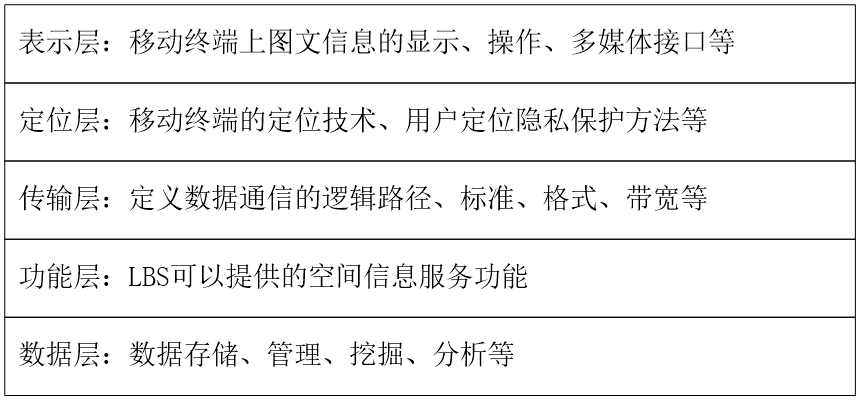 表示层：移动终端上图文信息的显示、操作、多媒体接口等
定位层：移动终端的定位技术、用户定位隐私保护方法等
传输层：定义数据通信的逻辑路径、标准、格式、带宽等
功能层：LBS可以提供的空间信息服务功能
数据层：数据存储、管理、挖掘、分析等